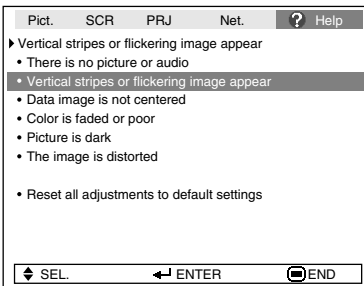 Pict. SCR PRJ Net. ? Help
Vertical stripes or flickering image appear
• There is no picture or audio
• Vertical stripes or flickering image appear
• Data image is not centered
• Color is faded or poor
• Picture is dark
• The image is distorted
• Reset all adjustments to default settings
SEL. ENTER END